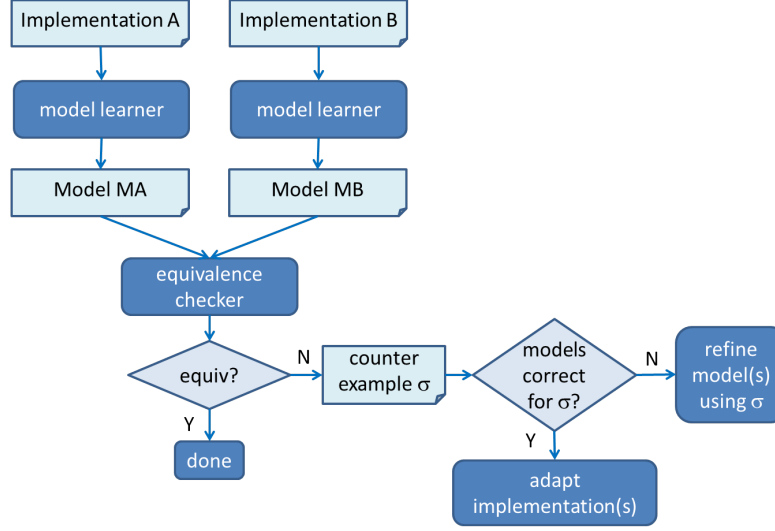 Implementation A
Implementation B
model learner
model learner
Model MA
Model MB
equivalence
checker
equiv?
N
counter
example σ
models
correct
for σ?
N
refine
model(s)
using σ
Y
done
Y
adapt
implementation(s)